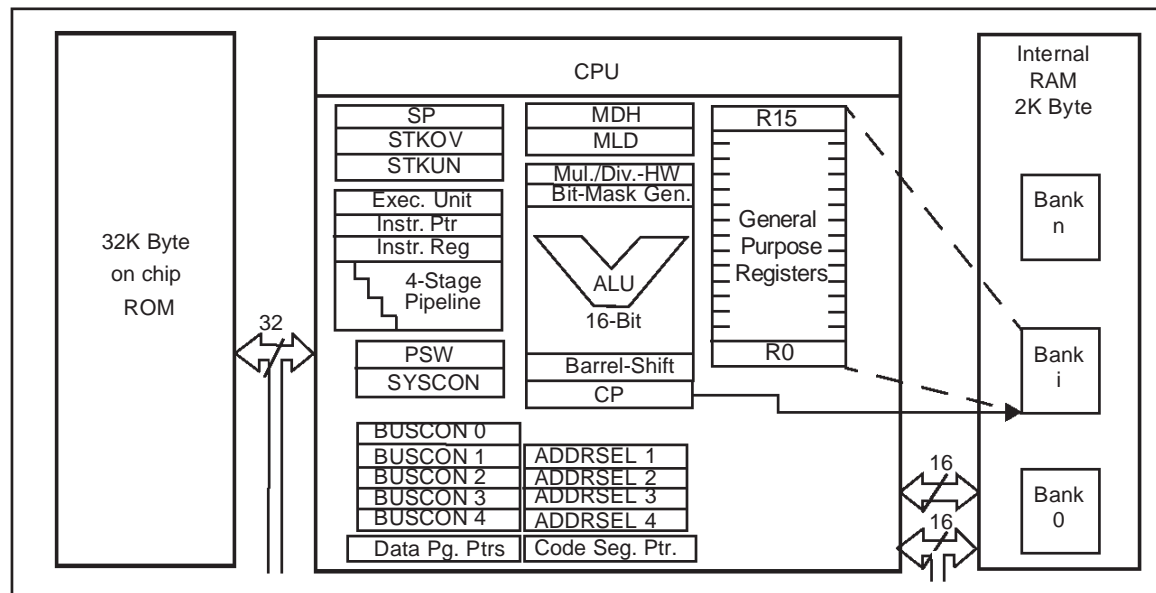 CPU
32K Byte
on chip
ROM
32
SP
STKOV
STKUN
Exec. Unit
Instr. Ptr
Instr. Reg
4-Stage
Pipeline
PSW
SYSCON
BUSCON 0
BUSCON 1
BUSCON 2
BUSCON 3
BUSCON 4
Data Pg. Ptrs
MDH
MLD
Mul./Div.-HW
Bit-Mask Gen.
ALU
16-Bit
Barrel-Shift
CP
ADDRSEL 1
ADDRSEL 2
ADDRSEL 3
ADDRSEL 4
Code Seg. Ptr.
R15
General
Purpose
Registers
R0
16
16
Internal
RAM
2K Byte
Bank
n
Bank
i
Bank
0